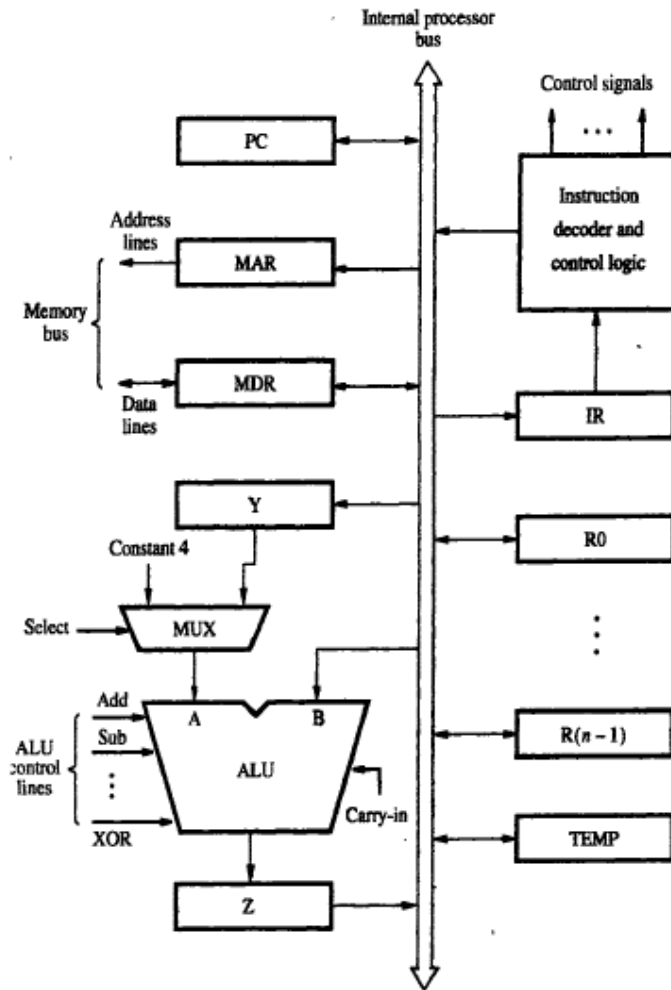 Internal processor
bus
Control signals
...
PC
Instruction
decoder and
control logic
Address
lines
MAR
Memory
bus
MDR
Data
lines
IR
Y
Constant 4
R0
Select
MUX
Add
A
B
Sub
R(n-1)
ALU
control
lines
ALU
Carry-in
XOR
TEMP
Z